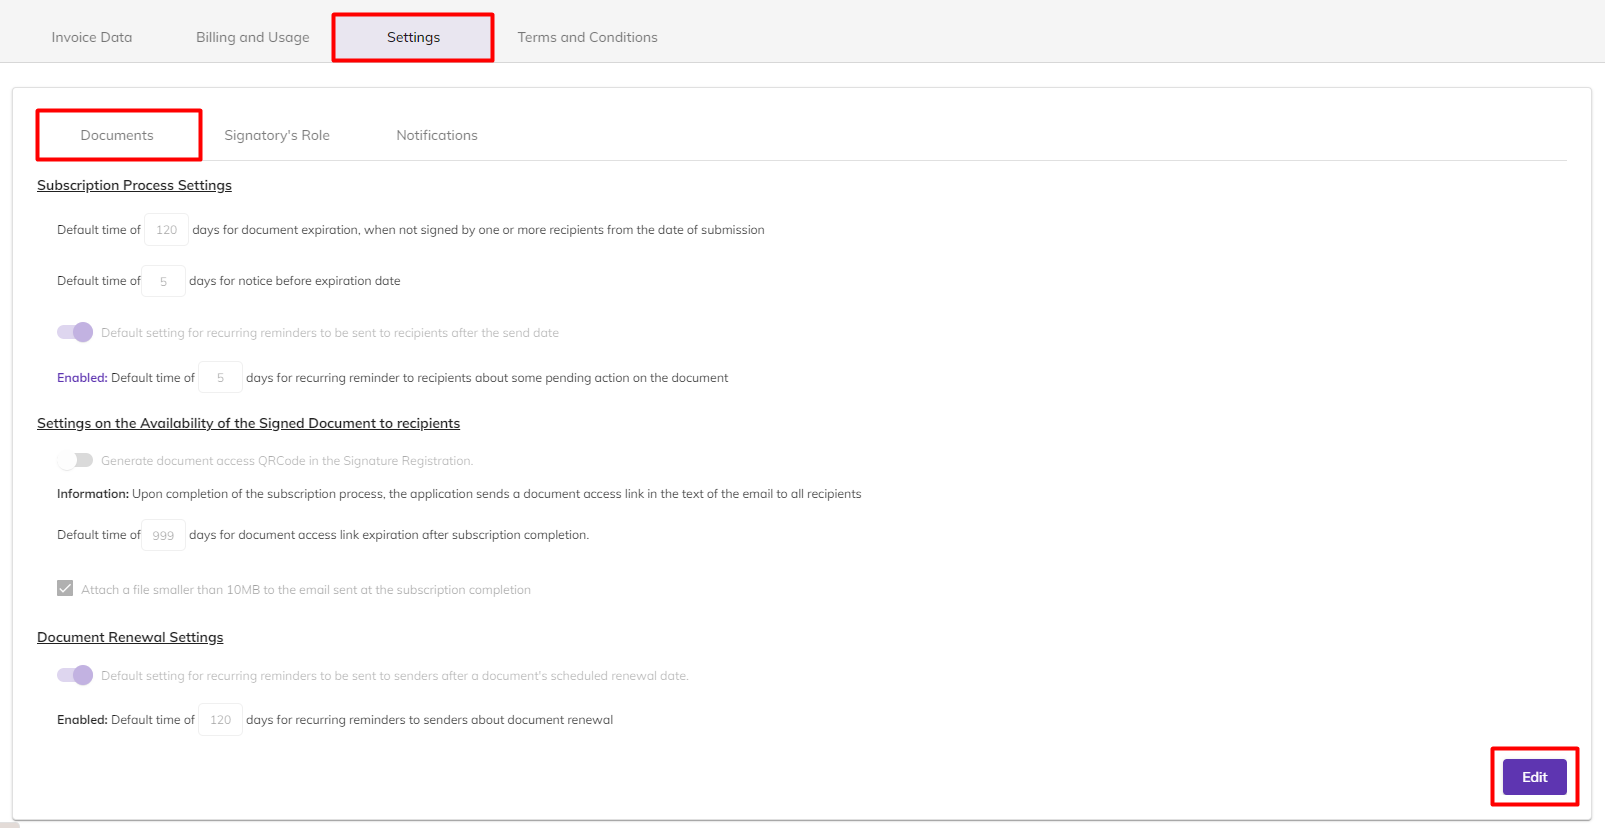 Invoice Data Billing and Usage Settings Terms and Conditions
Documents Signatory's Role Notifications
Subscription Process Settings
Default time of 120 days for document expiration, when not signed by one or more recipients from the date of submission
Default time of 5 days for notice before expiration date
Default setting for recurring reminders to be sent to recipients after the send date
Enabled: Default time of 5 days for recurring reminder to recipients about some pending action on the document
Settings on the Availability of the Signed Document to recipients
Generate document access QRCode in the Signature Registration.
Information: Upon completion of the subscription process, the application sends a document access link in the text of the email to all recipients
Default time of 999 days for document access link expiration after subscription completion.
Attach a file smaller than 10MB to the email sent at the subscription completion
Document Renewal Settings
Default setting for recurring reminders to be sent to senders after a document's scheduled renewal date.
Enabled: Default time of 120 days for recurring reminders to senders about document renewal
Edit